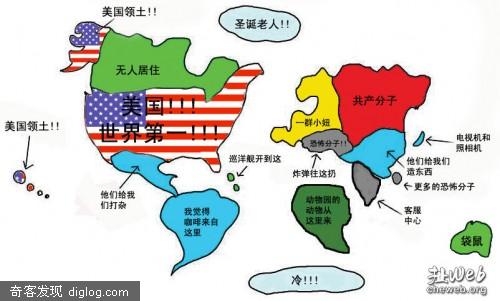 美国领土!!
圣诞老人!!
无人居住
美国!!!
世界第一!!!
一群小妞
共产分子
恐怖分子!!
电视机和
照相机
美国领土!!
巡洋舰开到这
炸弹往这扔
他们给我们
造东西
更多的恐怖分子
他们给我
们打杂
我觉得
咖啡来自
这里
动物园的
动物从
这里来
客服
中心
袋鼠
冷!!!
奇客发现 diglog.com
扯Web
cheweb.org